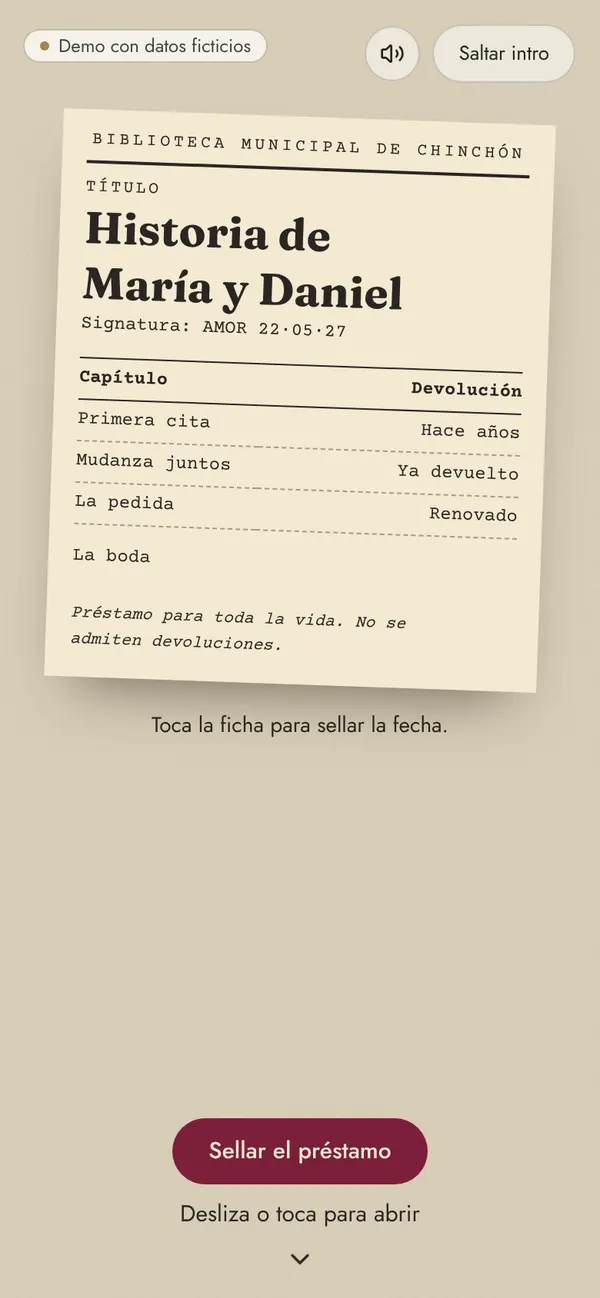 Demo con datos ficticios
Saltar intro
BIBLIOTECA MUNICIPAL DE CHINCHÓN
TÍTULO
Historia de
María y Daniel
Signatura: AMOR 22·05·27
Capítulo Devolución
Primera cita Hace años
Mudanza juntos Ya devuelto
La pedida Renovado
La boda
Préstamo para toda la vida. No se
admiten devoluciones.
Toca la ficha para sellar la fecha.
Sellar el préstamo
Desliza o toca para abrir